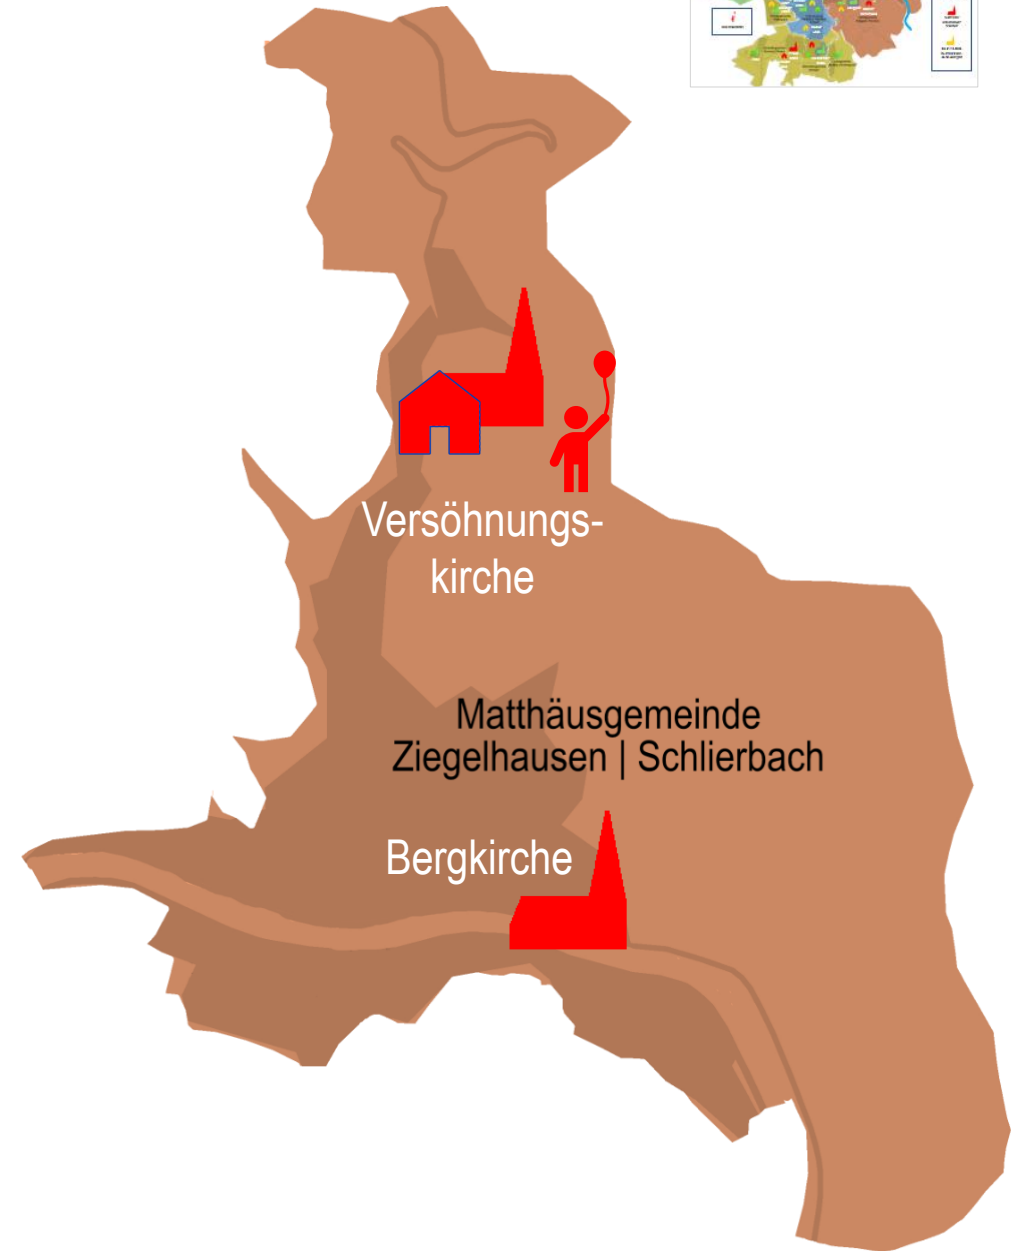 Versöhnungs-
kirche
Matthäusgemeinde
Ziegelhausen | Schlierbach
Bergkirche